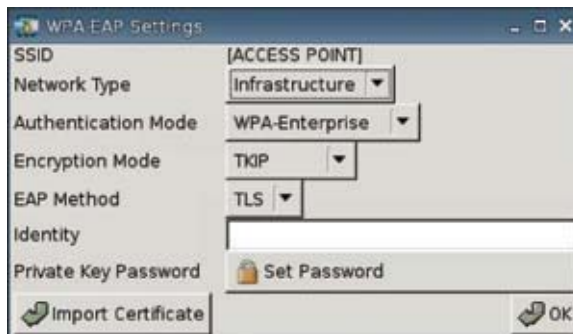 WPA-EAP Settings
SSID [ACCESS POINT]
Network Type Infrastructure
Authentication Mode WPA-Enterprise
Encryption Mode TKIP
EAP Method TLS
Identity
Private Key Password Set Password
Import Certificate OK